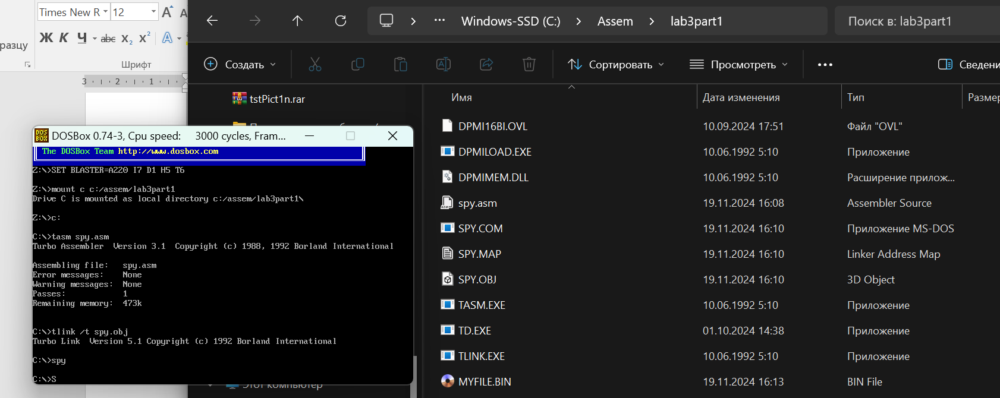 Times New R 12 A A
Ж К Ч abc x2 x2 A
разцу
Шрифт
3 2 1
Windows-SSD (C:) Assem lab3part1
Поиск в: lab3part1
Создать
Сортировать
Просмотреть
tstPict1n.rar
Имя Дата изменения Тип
DPMI16BI.OVL 10.09.2024 17:51 Файл "OVL"
DPMILOAD.EXE 10.06.1992 5:10 Приложение
DPMIMEM.DLL 10.06.1992 5:10 Расширение прилож...
spy.asm 19.11.2024 16:08 Assembler Source
SPY.COM 19.11.2024 16:10 Приложение MS-DOS
SPY.MAP 19.11.2024 16:10 Linker Address Map
SPY.OBJ 19.11.2024 16:10 3D Object
TASM.EXE 10.06.1992 5:10 Приложение
TD.EXE 01.10.2024 14:38 Приложение
TLINK.EXE 10.06.1992 5:10 Приложение
MYFILE.BIN 19.11.2024 16:13 BIN File
DOSBox 0.74-3, Cpu speed: 3000 cycles, Fram...
The DOSBox Team http://www.dosbox.com
Z:\>SET BLASTER=A220 I7 D1 H5 T6
Z:\>mount c c:/assem/lab3part1
Drive C is mounted as local directory c:/assem/lab3part1\
Z:\>c:
C:\>tasm spy.asm
Turbo Assembler Version 3.1 Copyright (c) 1988, 1992 Borland International
Assembling file: spy.asm
Error messages: None
Warning messages: None
Passes: 1
Remaining memory: 473k
C:\>tlink /t spy.obj
Turbo Link Version 5.1 Copyright (c) 1992 Borland International
C:\>spy
C:\>S